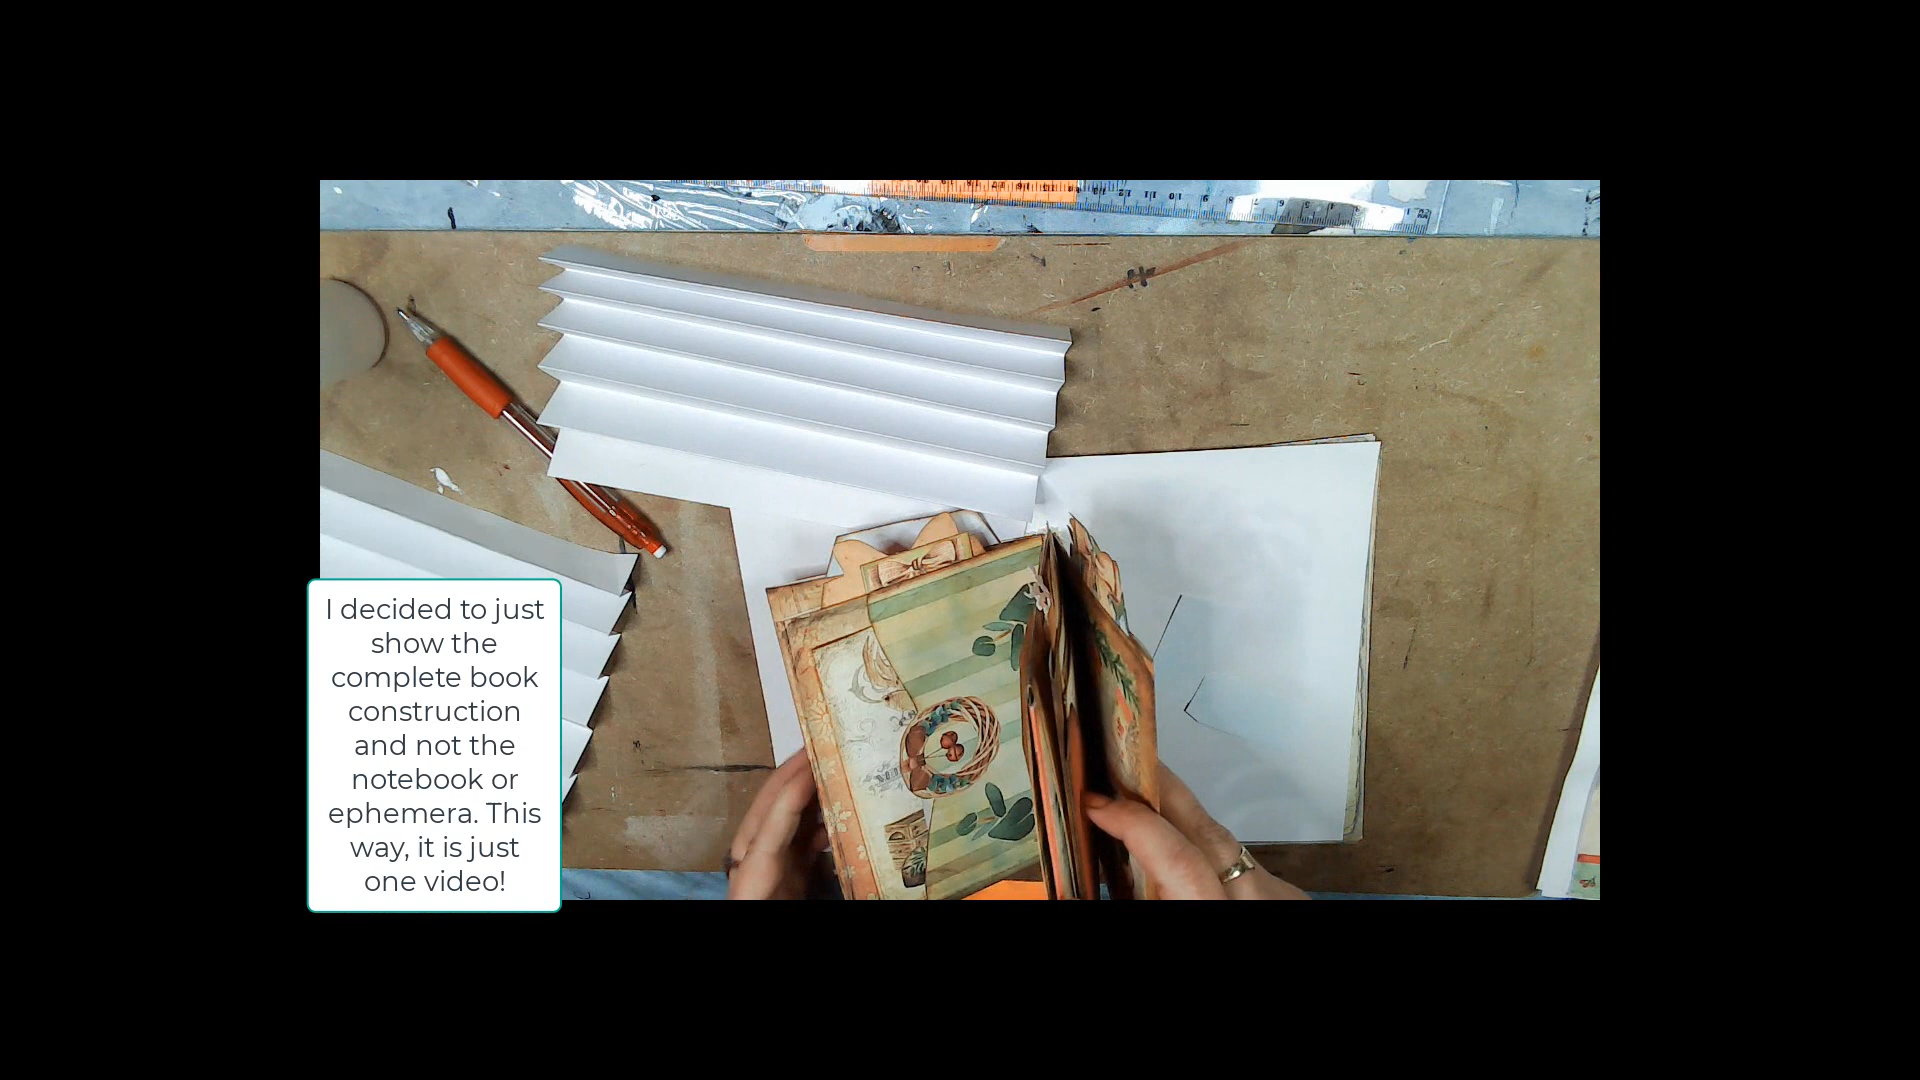 I decided to just
show the
complete book
construction
and not the
notebook or
ephemera. This
way, it is just
one video!